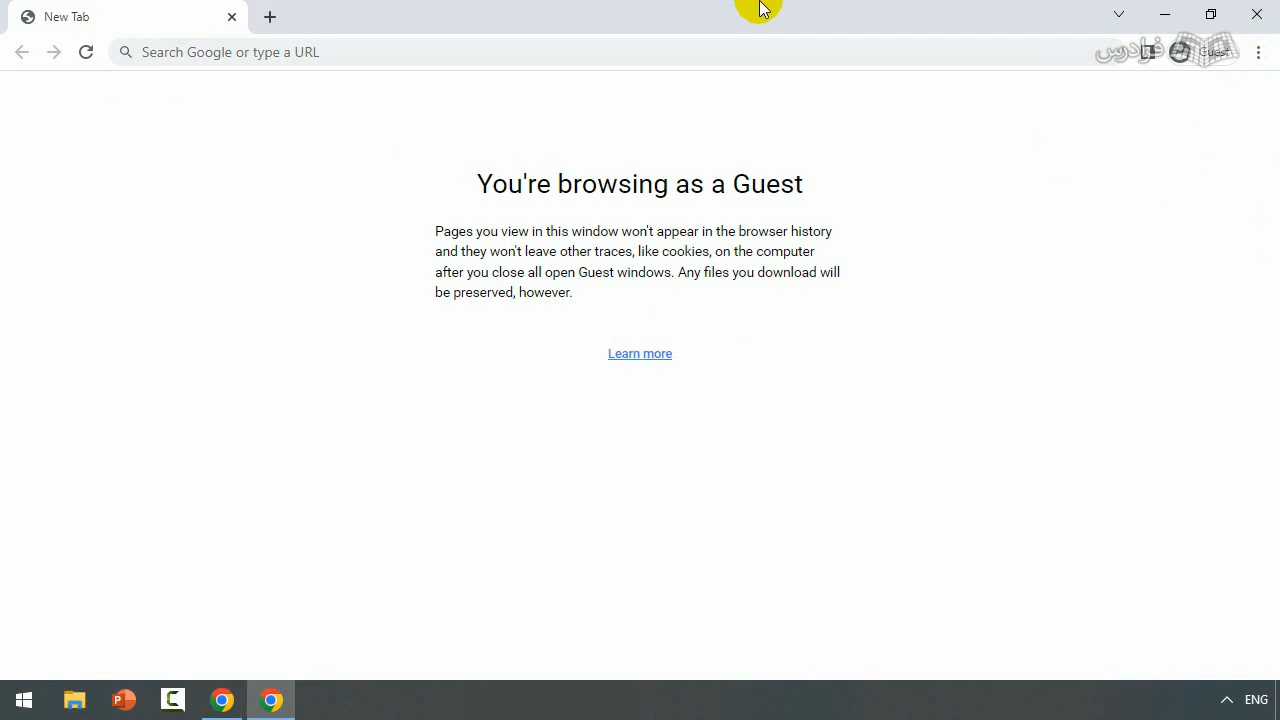 New Tab
Search Google or type a URL
فرادرس
Guest
You're browsing as a Guest
Pages you view in this window won't appear in the browser history
and they won't leave other traces, like cookies, on the computer
after you close all open Guest windows. Any files you download will
be preserved, however.
Learn more
ENG